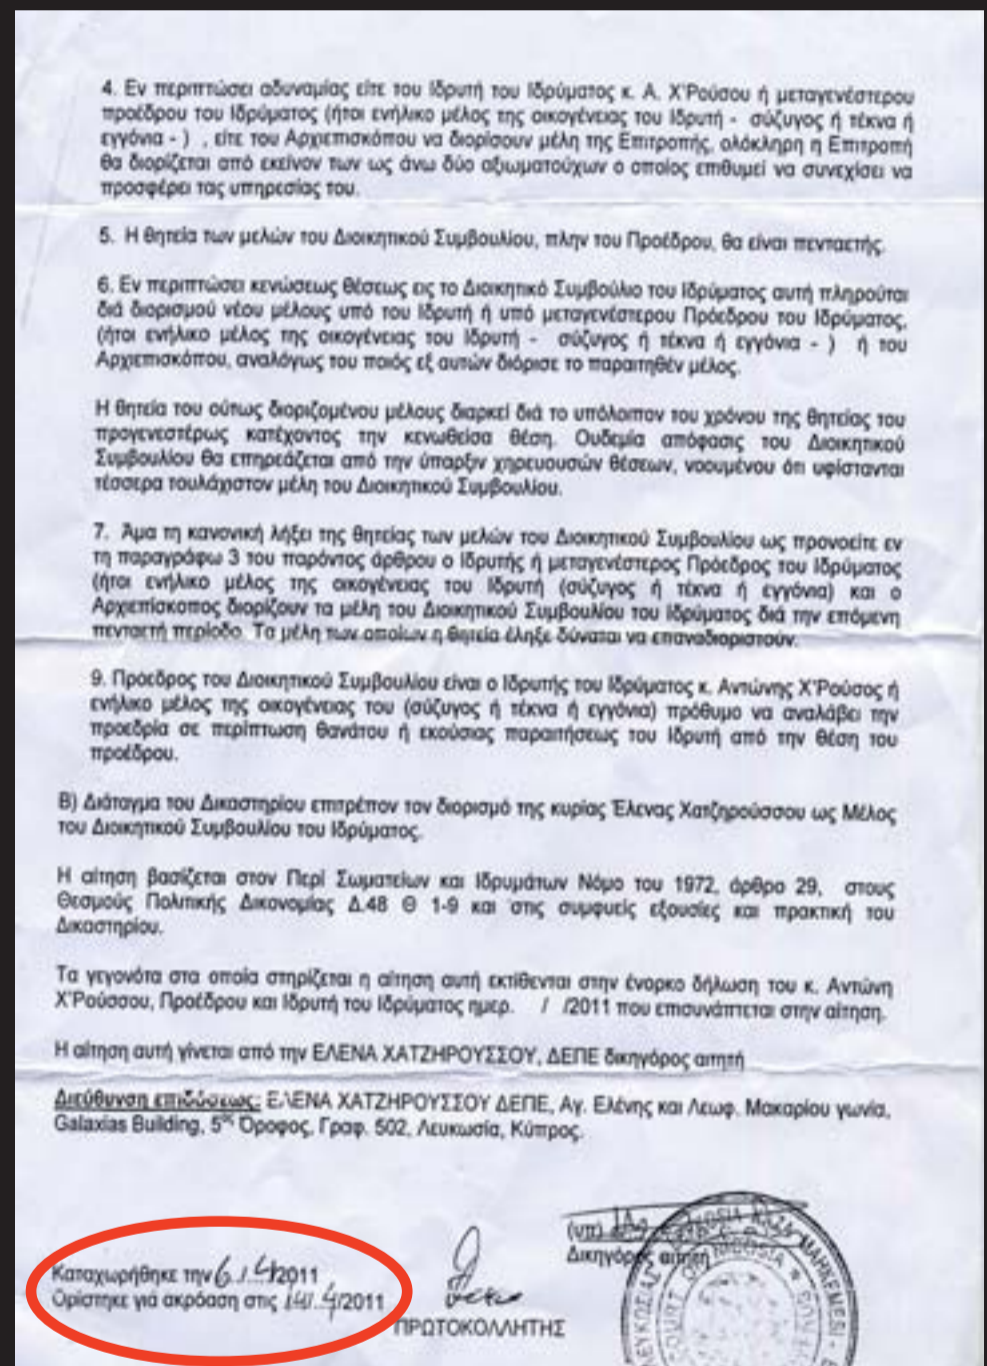 4. Εν περιπτώσει αδυναμίας είτε του Ιδρυτή του Ιδρύματος κ. Α. Χ'Ρούσου ή μεταγενέστερου
προέδρου του Ιδρύματος (ήτοι ενήλικο μέλος της οικογένειας του Ιδρυτή - σύζυγος ή τέκνα ή
εγγόνια - ) , είτε του Αρχιεπισκόπου να διορίσουν μέλη της Επιτροπής, ολόκληρη η Επιτροπή
θα διορίζεται από εκείνον των ως άνω δύο αξιωματούχων ο οποίος επιθυμεί να συνεχίσει να
προσφέρει τας υπηρεσίας του.
5. Η θητεία των μελών του Διοικητικού Συμβουλίου, πλην του Προέδρου, θα είναι πενταετής.
6. Εν περιπτώσει κενώσεως θέσεως εις το Διοικητικό Συμβούλιο του Ιδρύματος αυτή πληρούται
διά διορισμού νέου μέλους υπό του Ιδρυτή ή υπό μεταγενέστερου Πρόεδρου του Ιδρύματος,
(ήτοι ενήλικο μέλος της οικογένειας του Ιδρυτή - σύζυγος ή τέκνα ή εγγόνια - ) ή του
Αρχιεπισκόπου, αναλόγως του ποιός εξ αυτών διόρισε το παραιτηθέν μέλος.
Η θητεία του ούτως διοριζομένου μέλους διαρκεί διά το υπόλοιπον του χρόνου της θητείας του
προγενεστέρως κατέχοντος την κενωθείσα θέση. Ουδεμία απόφασις του Διοικητικού
Συμβουλίου θα επηρεάζεται από την ύπαρξιν χηρευουσών θέσεων, νοουμένου ότι υφίστανται
τέσσερα τουλάχιστον μέλη του Διοικητικού Συμβουλίου.
7. Άμα τη κανονική λήξει της θητείας των μελών του Διοικητικού Συμβουλίου ως προνοείτε εν
τη παραγράφω 3 του παρόντος άρθρου ο Ιδρυτής ή μεταγενέστερος Πρόεδρος του Ιδρύματος
(ήτοι ενήλικο μέλος της οικογένειας του Ιδρυτή (σύζυγος ή τέκνα ή εγγόνια) και ο
Αρχιεπίσκοπος διορίζουν τα μέλη του Διοικητικού Συμβουλίου του Ιδρύματος διά την επόμενη
πενταετή περίοδο. Τα μέλη των οποίων η θητεία έληξε δύναται να επαναδιοριστούν.
9. Πρόεδρος του Διοικητικού Συμβουλίου είναι ο Ιδρυτής του Ιδρύματος κ. Αντώνης Χ'Ρούσος ή
ενήλικο μέλος της οικογένειας του (σύζυγος ή τέκνα ή εγγόνια) πρόθυμο να αναλάβει την
προεδρία σε περίπτωση θανάτου ή εκούσιας παραιτήσεως του Ιδρυτή από την θέση του
προέδρου.
Β) Διάταγμα του Δικαστηρίου επιτρέπον τον διορισμό της κυρίας Έλενας Χατζηρούσσου ως Μέλος
του Διοικητικού Συμβουλίου του Ιδρύματος.
Η αίτηση βασίζεται στον Περί Σωματείων και Ιδρυμάτων Νόμο του 1972, άρθρο 29, στους
Θεσμούς Πολιτικής Δικονομίας Δ.48 Θ 1-9 και στις συμφυείς εξουσίες και πρακτική του
Δικαστηρίου.
Τα γεγονότα στα οποία στηρίζεται η αίτηση αυτή εκτίθενται στην ένορκο δήλωση του κ. Αντώνη
Χ'Ρούσσου, Προέδρου και Ιδρυτή του Ιδρύματος ημερ. / /2011 που επισυνάπτεται στην αίτηση.
Η αίτηση αυτή γίνεται από την ΕΛΕΝΑ ΧΑΤΖΗΡΟΥΣΣΟΥ, ΔΕΠΕ δικηγόρος αιτητή
Διεύθυνση επιδόσεως: ΕΛΕΝΑ ΧΑΤΖΗΡΟΥΣΣΟΥ ΔΕΠΕ, Αγ. Ελένης και Λεωφ. Μακαρίου γωνία,
Galaxias Building, 5ος Όροφος, Γραφ. 502, Λευκωσία, Κύπρος.
(υπ)
Δικηγόρος αιτητή
Καταχωρήθηκε την 6/4/2011
Ορίστηκε γιά ακρόαση στις 14/4/2011
ΠΡΩΤΟΚΟΛΛΗΤΗΣ